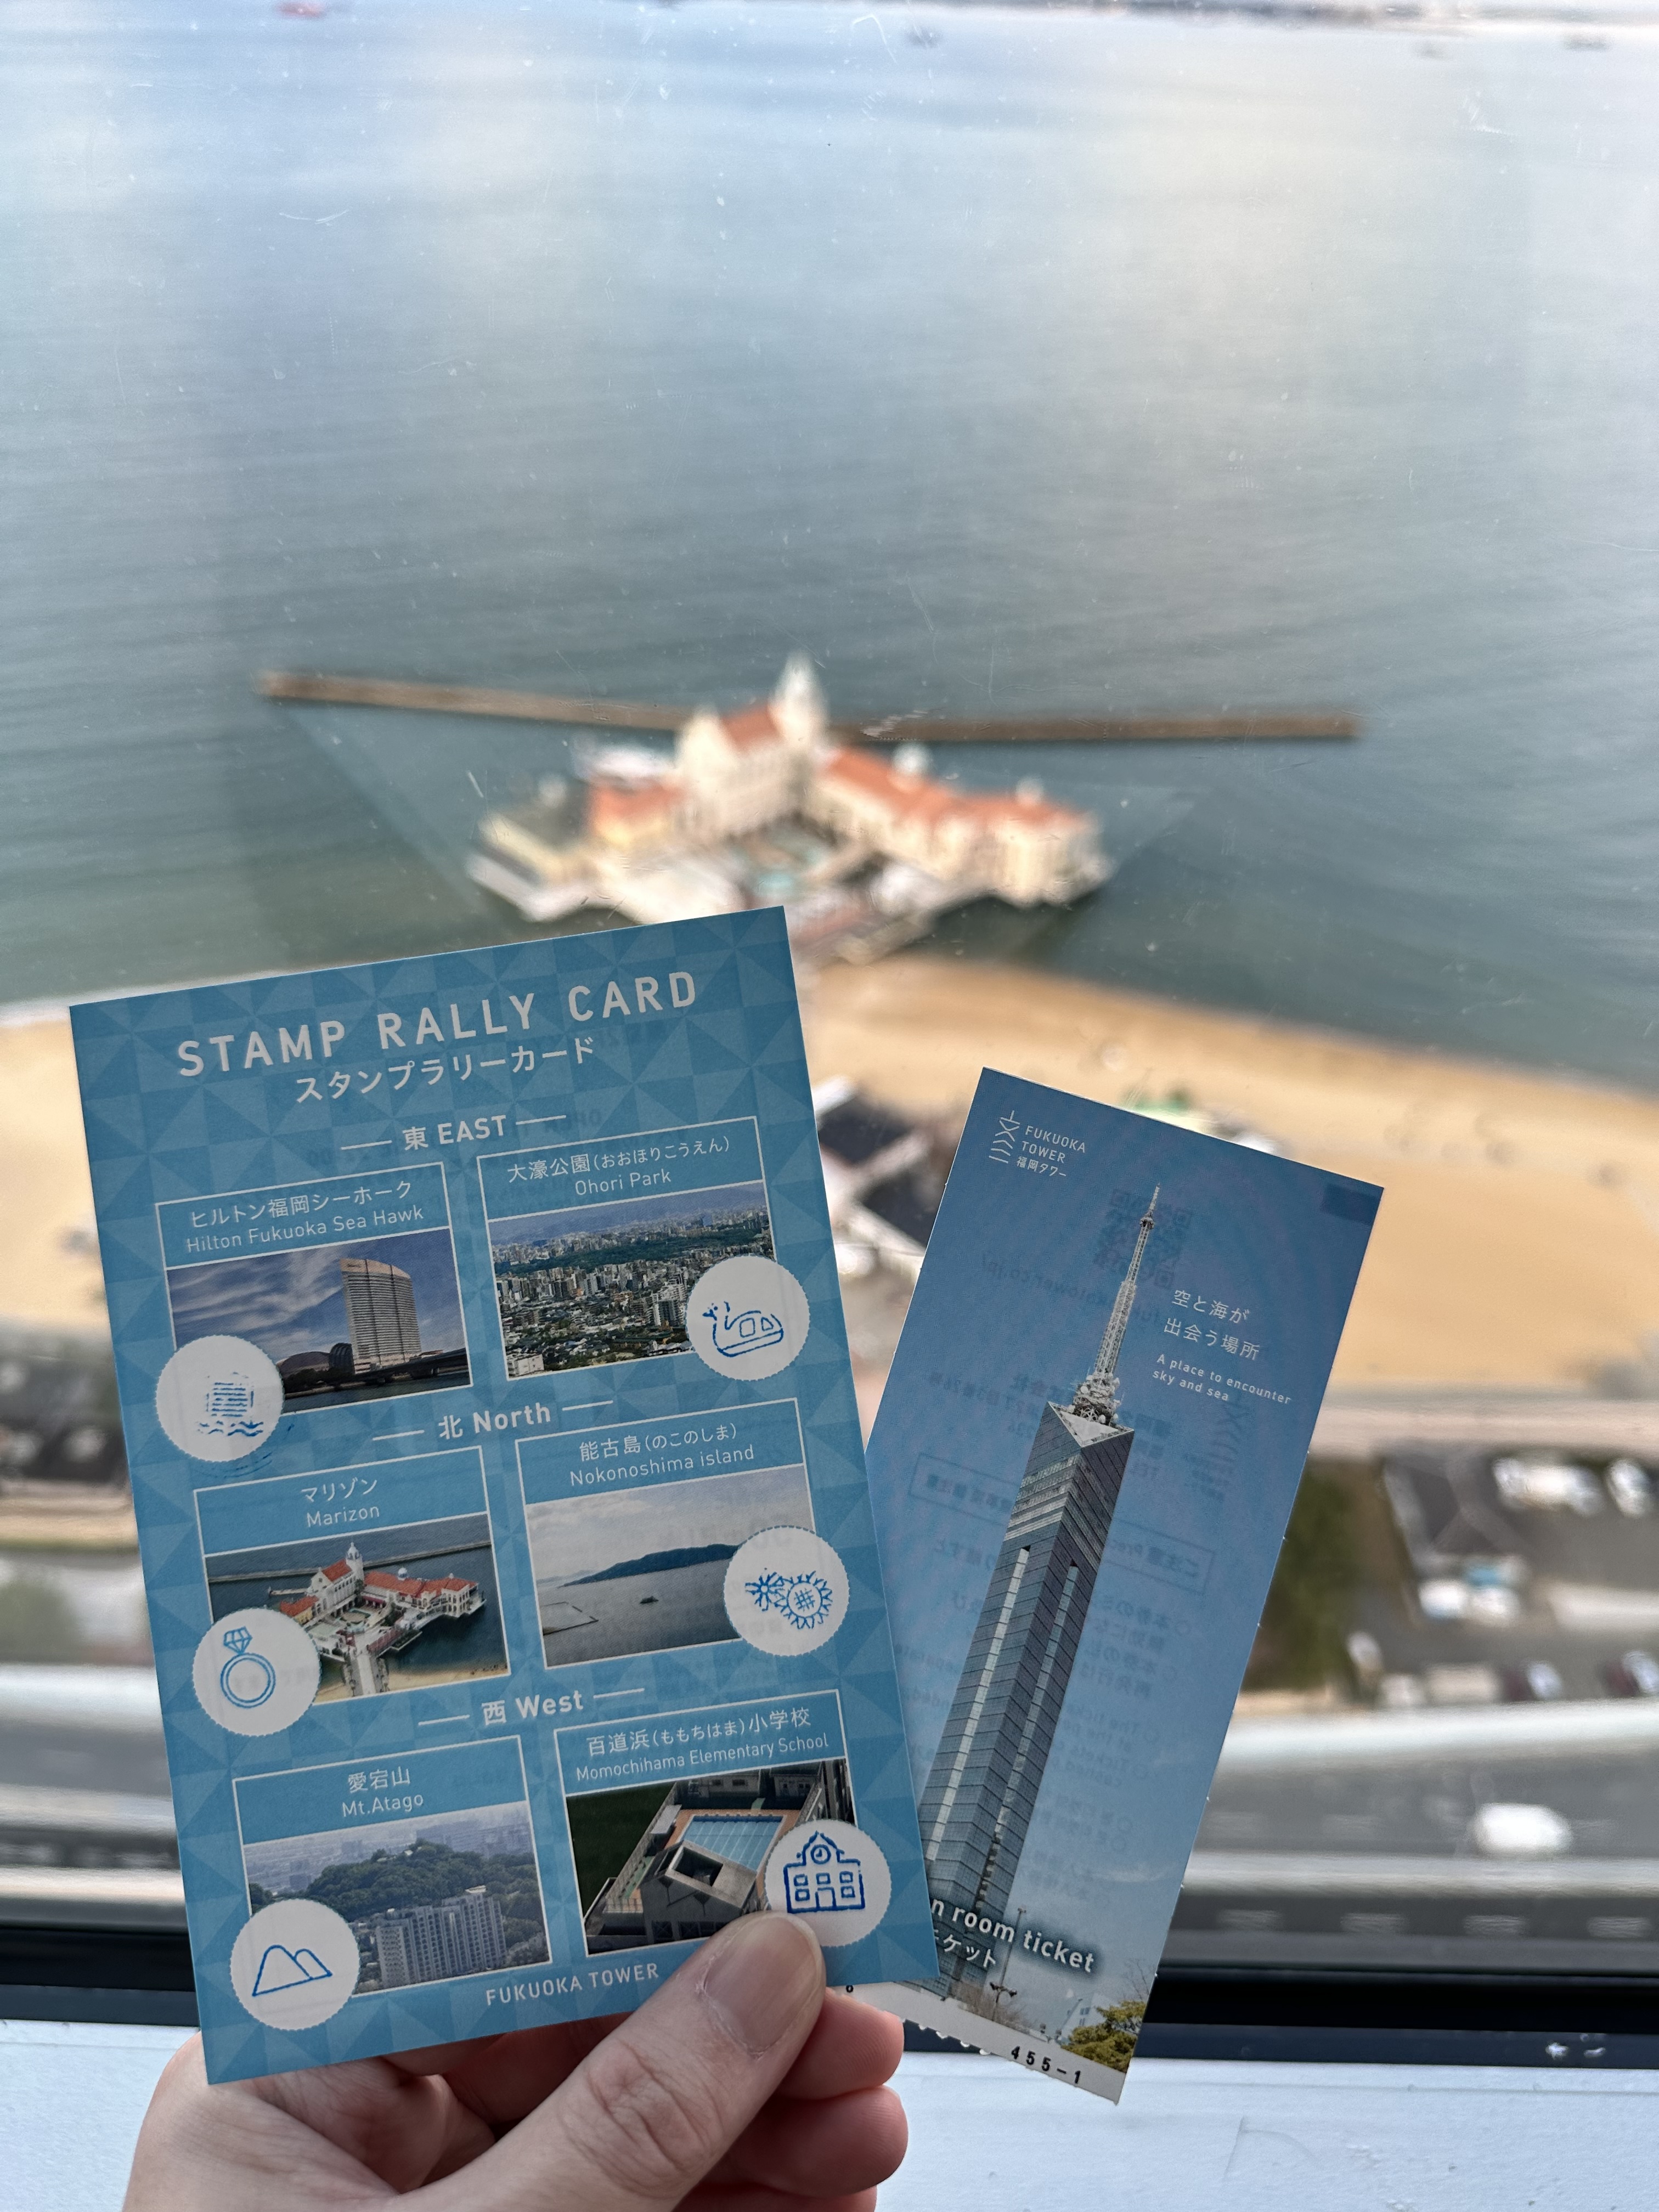 STAMP RALLY CARD
スタンプラリーカード
東 EAST
ヒルトン福岡シーホーク
Hilton Fukuoka Sea Hawk
大濠公園(おおほりこうえん)
Ohori Park
北 North
マリゾン
Marizon
能古島(のこのしま)
Nokonoshima island
西 West
愛宕山
Mt.Atago
百道浜(ももちはま)小学校
Momochihama Elementary School
FUKUOKA TOWER
FUKUOKA
TOWER
福岡タワー
空と海が
出会う場所
A place to encounter
sky and sea
room ticket
ケット
455-1